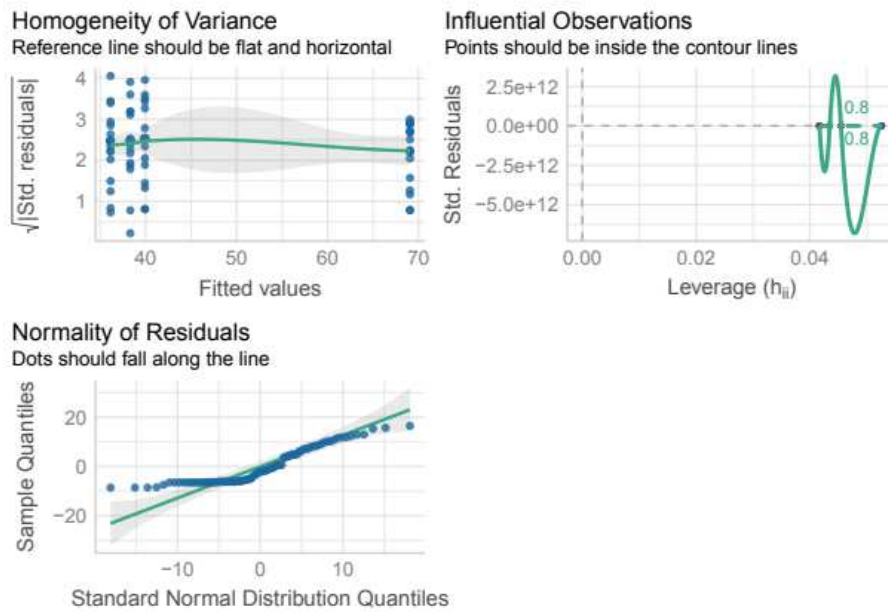 Homogeneity of Variance
Reference line should be flat and horizontal
√|Std. residuals|
4
3
2
1
40
50
60
70
Fitted values
Influential Observations
Points should be inside the contour lines
Std. Residuals
2.5e+12
0.0e+00
−2.5e+12
−5.0e+12
0.8
0.8
0.00
0.02
0.04
Leverage (hii)
Normality of Residuals
Dots should fall along the line
Sample Quantiles
20
0
−20
−10
0
10
Standard Normal Distribution Quantiles